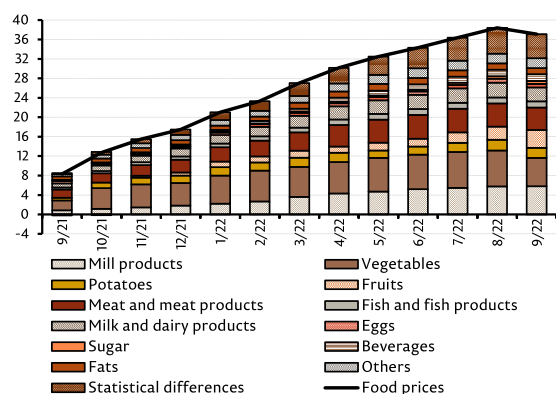 40
36
32
28
24
20
16
12
8
4
0
-4
9/21 10/21 11/21 12/21 1/22 2/22 3/22 4/22 5/22 6/22 7/22 8/22 9/22
Mill products Vegetables
Potatoes Fruits
Meat and meat products Fish and fish products
Milk and dairy products Eggs
Sugar Beverages
Fats Others
Statistical differences Food prices